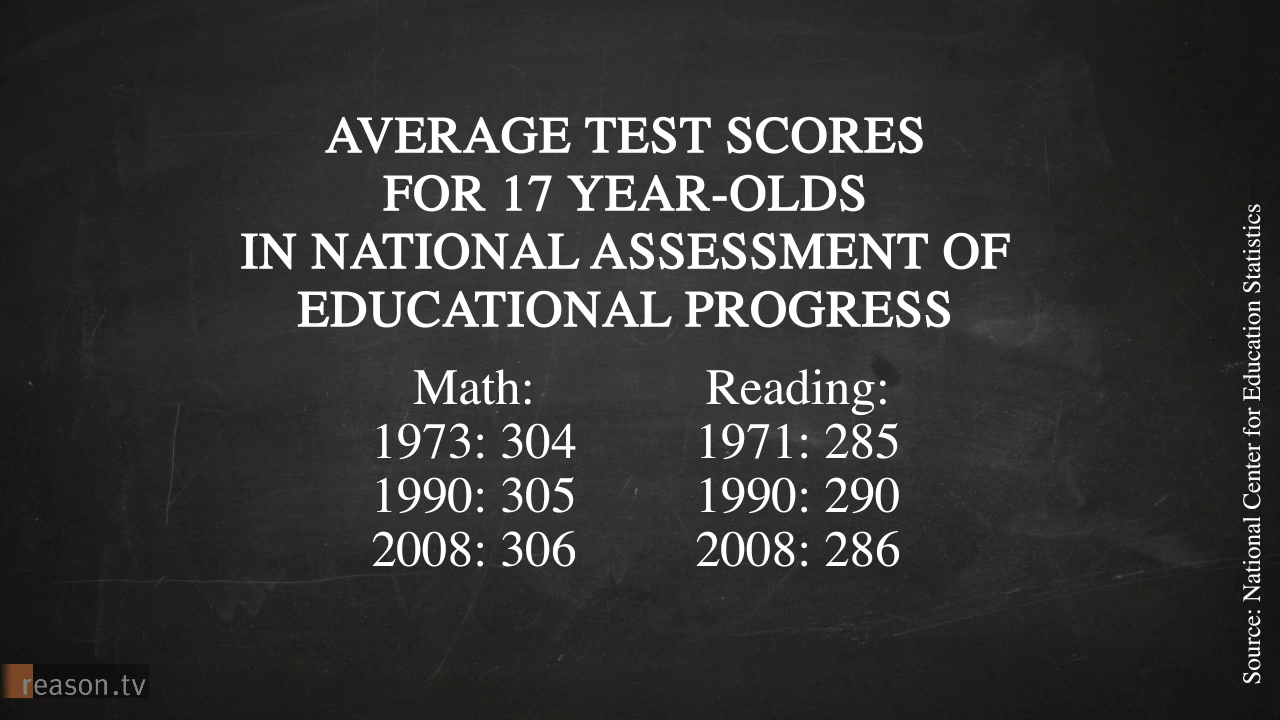 AVERAGE TEST SCORES
FOR 17 YEAR-OLDS
IN NATIONAL ASSESSMENT OF
EDUCATIONAL PROGRESS
Math:
1973: 304
1990: 305
2008: 306
Reading:
1971: 285
1990: 290
2008: 286
Source: National Center for Education Statistics
reason.tv